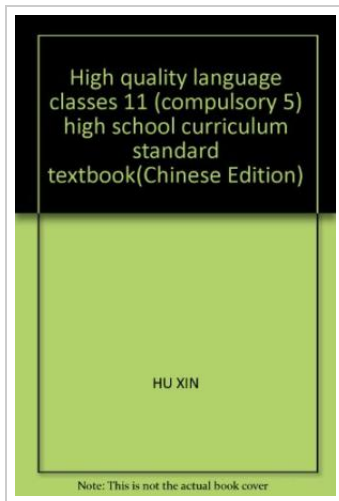 High quality language
classes 11 (compulsory 5)
high school curriculum
standard
textbook(Chinese Edition)
HU XIN
Note: This is not the actual book cover